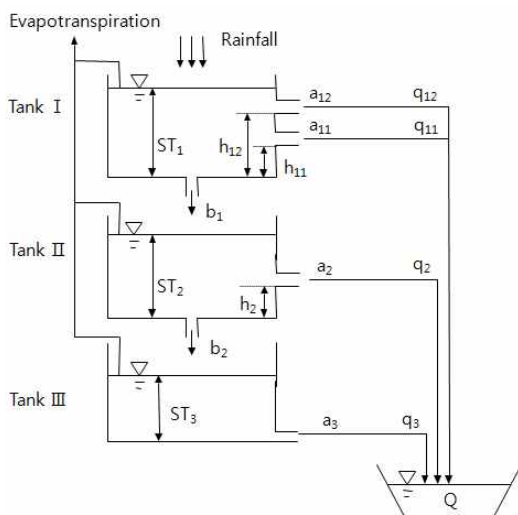 Evapotranspiration
Rainfall
Tank Ⅰ
ST₁
h₁₂
h₁₁
a₁₂
q₁₂
a₁₁
q₁₁
b₁
Tank Ⅱ
ST₂
h₂
a₂
q₂
b₂
Tank Ⅲ
ST₃
a₃
q₃
Q